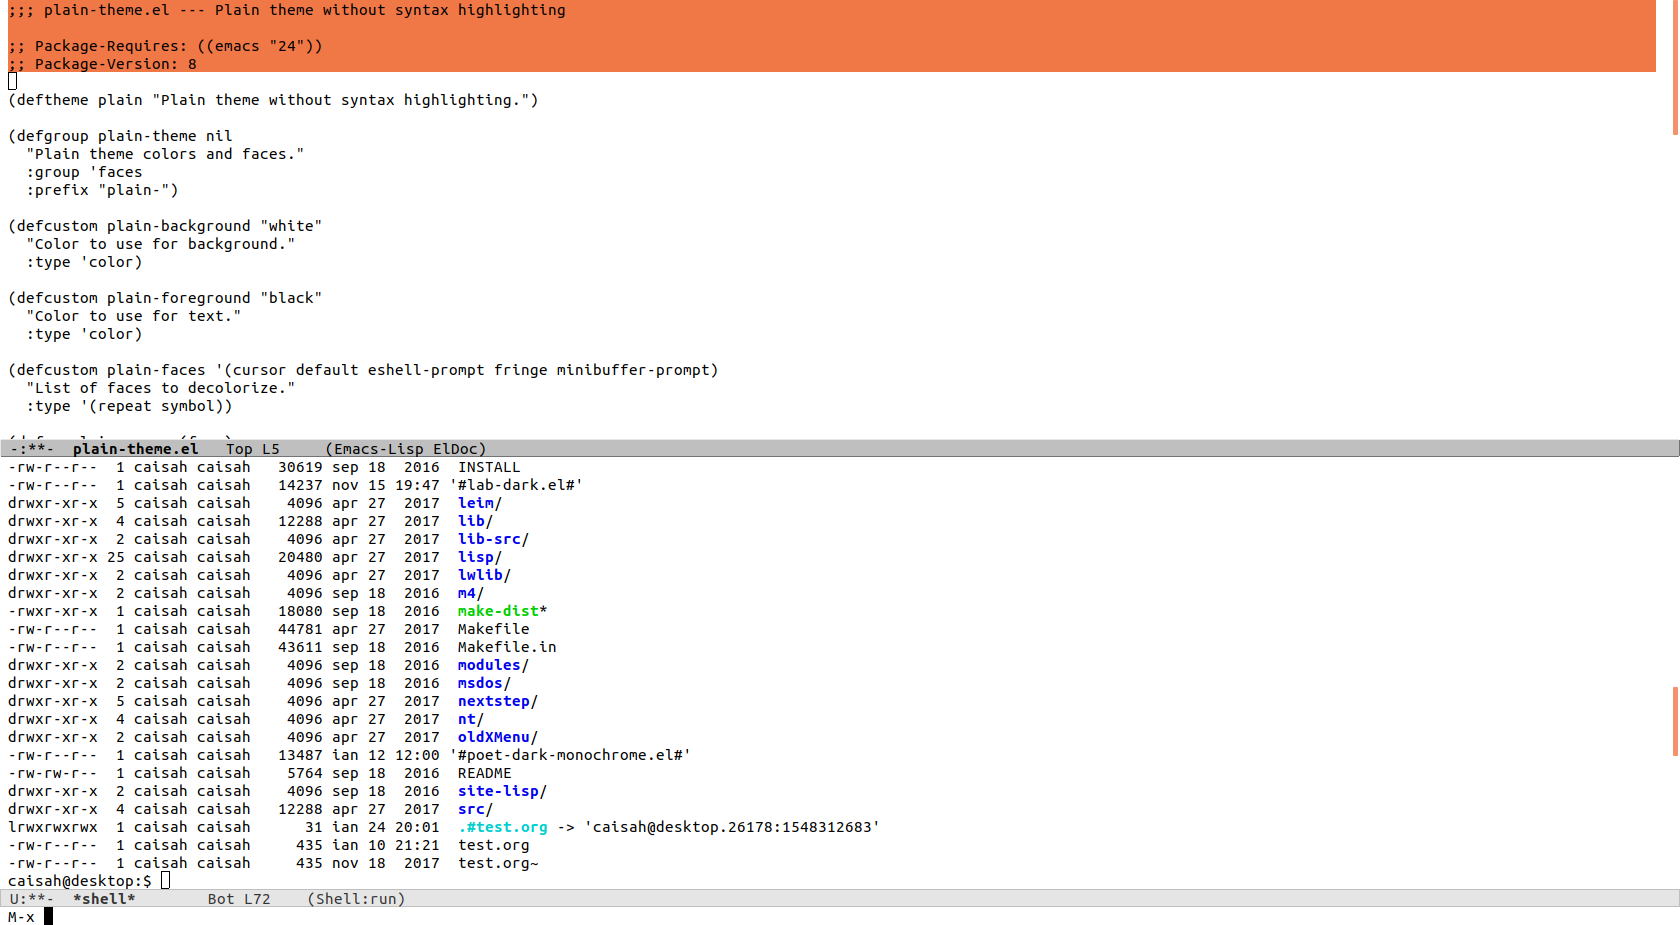 ;;; plain-theme.el --- Plain theme without syntax highlighting
;; Package-Requires: ((emacs "24"))
;; Package-Version: 8
(deftheme plain "Plain theme without syntax highlighting.")
(defgroup plain-theme nil
  "Plain theme colors and faces."
  :group 'faces
  :prefix "plain-")
(defcustom plain-background "white"
  "Color to use for background."
  :type 'color)
(defcustom plain-foreground "black"
  "Color to use for text."
  :type 'color)
(defcustom plain-faces '(cursor default eshell-prompt fringe minibuffer-prompt)
  "List of faces to decolorize."
  :type '(repeat symbol))
-:**-  plain-theme.el   Top L5     (Emacs-Lisp ElDoc)
-rw-r--r--  1 caisah caisah   30619 sep 18  2016  INSTALL
-rw-r--r--  1 caisah caisah   14237 nov 15 19:47 '#lab-dark.el#'
drwxr-xr-x  5 caisah caisah    4096 apr 27  2017  leim/
drwxr-xr-x  4 caisah caisah   12288 apr 27  2017  lib/
drwxr-xr-x  2 caisah caisah    4096 apr 27  2017  lib-src/
drwxr-xr-x 25 caisah caisah   20480 apr 27  2017  lisp/
drwxr-xr-x  2 caisah caisah    4096 apr 27  2017  lwlib/
drwxr-xr-x  2 caisah caisah    4096 sep 18  2016  m4/
-rwxr-xr-x  1 caisah caisah   18080 sep 18  2016  make-dist*
-rw-r--r--  1 caisah caisah   44781 apr 27  2017  Makefile
-rw-r--r--  1 caisah caisah   43611 sep 18  2016  Makefile.in
drwxr-xr-x  2 caisah caisah    4096 sep 18  2016  modules/
drwxr-xr-x  2 caisah caisah    4096 sep 18  2016  msdos/
drwxr-xr-x  5 caisah caisah    4096 apr 27  2017  nextstep/
drwxr-xr-x  4 caisah caisah    4096 apr 27  2017  nt/
drwxr-xr-x  2 caisah caisah    4096 apr 27  2017  oldXMenu/
-rw-r--r--  1 caisah caisah   13487 ian 12 12:00 '#poet-dark-monochrome.el#'
-rw-rw-r--  1 caisah caisah    5764 sep 18  2016  README
drwxr-xr-x  2 caisah caisah    4096 sep 18  2016  site-lisp/
drwxr-xr-x  4 caisah caisah   12288 apr 27  2017  src/
lrwxrwxrwx  1 caisah caisah      31 ian 24 20:01  .#test.org -> 'caisah@desktop.26178:1548312683'
-rw-r--r--  1 caisah caisah     435 ian 10 21:21  test.org
-rw-r--r--  1 caisah caisah     435 nov 18  2017  test.org~
caisah@desktop:$
U:**-  *shell*        Bot L72    (Shell:run)
M-x